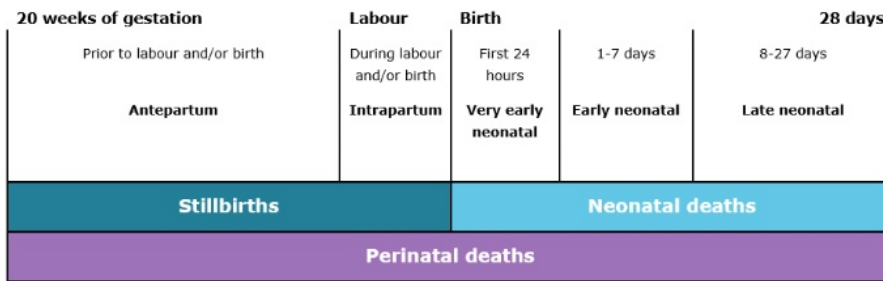 20 weeks of gestation Labour Birth 28 days
Prior to labour and/or birth During labour and/or birth First 24 hours 1-7 days 8-27 days
Antepartum Intrapartum Very early neonatal Early neonatal Late neonatal
Stillbirths Neonatal deaths
Perinatal deaths